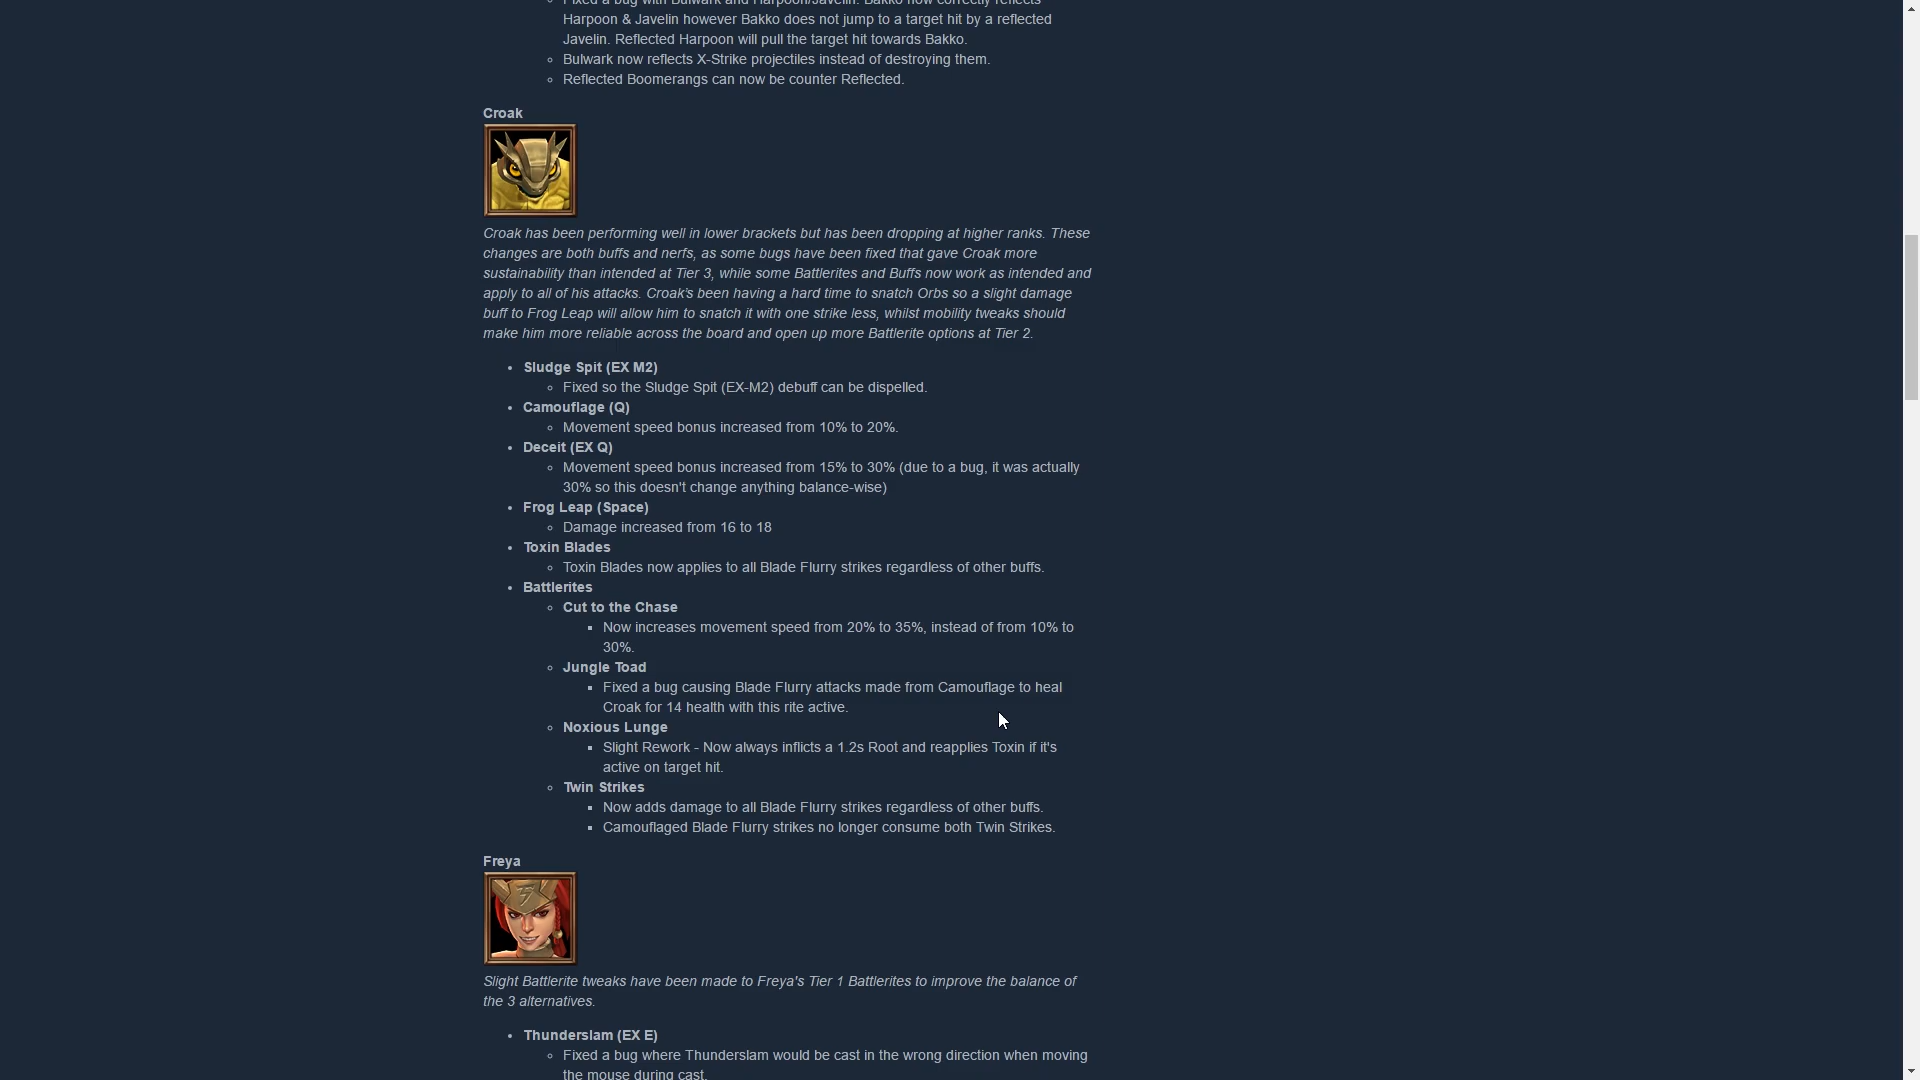 Fixed a bug with Bulwark and Harpoon/Javelin. Bakko now correctly reflects
Harpoon & Javelin however Bakko does not jump to a target hit by a reflected
Javelin. Reflected Harpoon will pull the target hit towards Bakko.
Bulwark now reflects X-Strike projectiles instead of destroying them.
Reflected Boomerangs can now be counter Reflected.
Croak
Croak has been performing well in lower brackets but has been dropping at higher ranks. These
changes are both buffs and nerfs, as some bugs have been fixed that gave Croak more
sustainability than intended at Tier 3, while some Battlerites and Buffs now work as intended and
apply to all of his attacks. Croak's been having a hard time to snatch Orbs so a slight damage
buff to Frog Leap will allow him to snatch it with one strike less, whilst mobility tweaks should
make him more reliable across the board and open up more Battlerite options at Tier 2.
Sludge Spit (EX M2)
Fixed so the Sludge Spit (EX-M2) debuff can be dispelled.
Camouflage (Q)
Movement speed bonus increased from 10% to 20%.
Deceit (EX Q)
Movement speed bonus increased from 15% to 30% (due to a bug, it was actually
30% so this doesn't change anything balance-wise)
Frog Leap (Space)
Damage increased from 16 to 18
Toxin Blades
Toxin Blades now applies to all Blade Flurry strikes regardless of other buffs.
Battlerites
Cut to the Chase
Now increases movement speed from 20% to 35%, instead of from 10% to
30%.
Jungle Toad
Fixed a bug causing Blade Flurry attacks made from Camouflage to heal
Croak for 14 health with this rite active.
Noxious Lunge
Slight Rework - Now always inflicts a 1.2s Root and reapplies Toxin if it's
active on target hit.
Twin Strikes
Now adds damage to all Blade Flurry strikes regardless of other buffs.
Camouflaged Blade Flurry strikes no longer consume both Twin Strikes.
Freya
Slight Battlerite tweaks have been made to Freya's Tier 1 Battlerites to improve the balance of
the 3 alternatives.
Thunderslam (EX E)
Fixed a bug where Thunderslam would be cast in the wrong direction when moving
the mouse during cast.